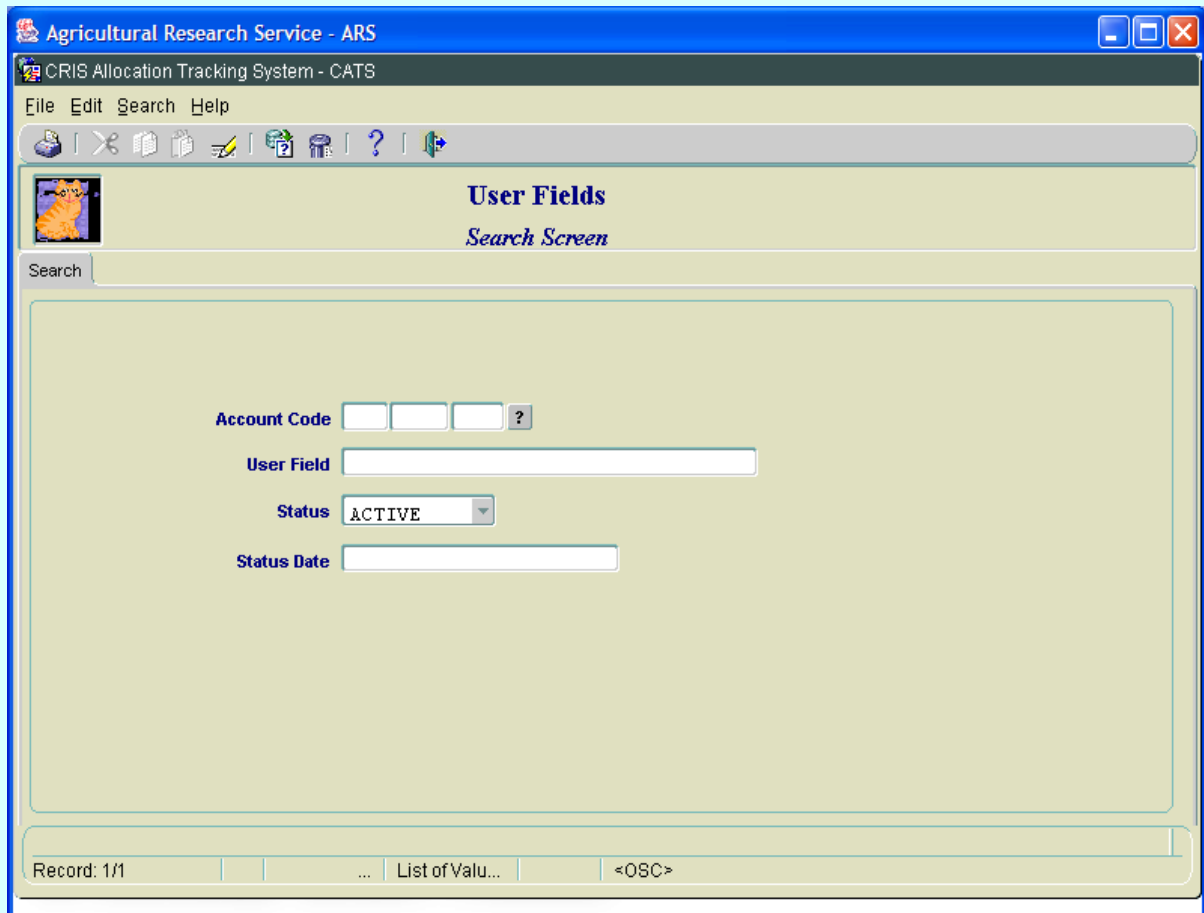 Agricultural Research Service - ARS
CRIS Allocation Tracking System - CATS
File Edit Search Help
?
User Fields
Search Screen
Search
Account Code ?
User Field
Status ACTIVE
Status Date
Record: 1/1 ... List of Valu... <OSC>